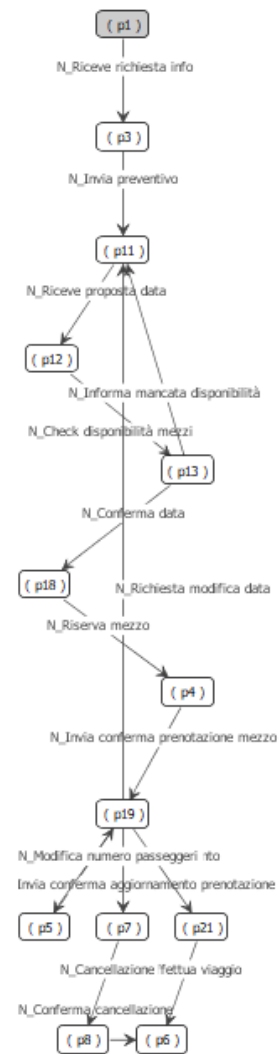 ( p1 )
N_Riceve richiesta info
( p3 )
N_Invia preventivo
( p11 )
N_Riceve proposta data
( p12 )
N_Informa mancata disponibilità
N_Check disponibilità mezzi
( p13 )
N_Conferma data
( p18 )
N_Richiesta modifica data
N_Riserva mezzo
( p4 )
N_Invia conferma prenotazione mezzo
( p19 )
N_Modifica numero passeggeri
Invia conferma aggiornamento prenotazione
( p5 ) ( p7 ) ( p21 )
N_Cancellazione fettua viaggio
N_Conferma cancellazione
( p8 ) ( p6 )